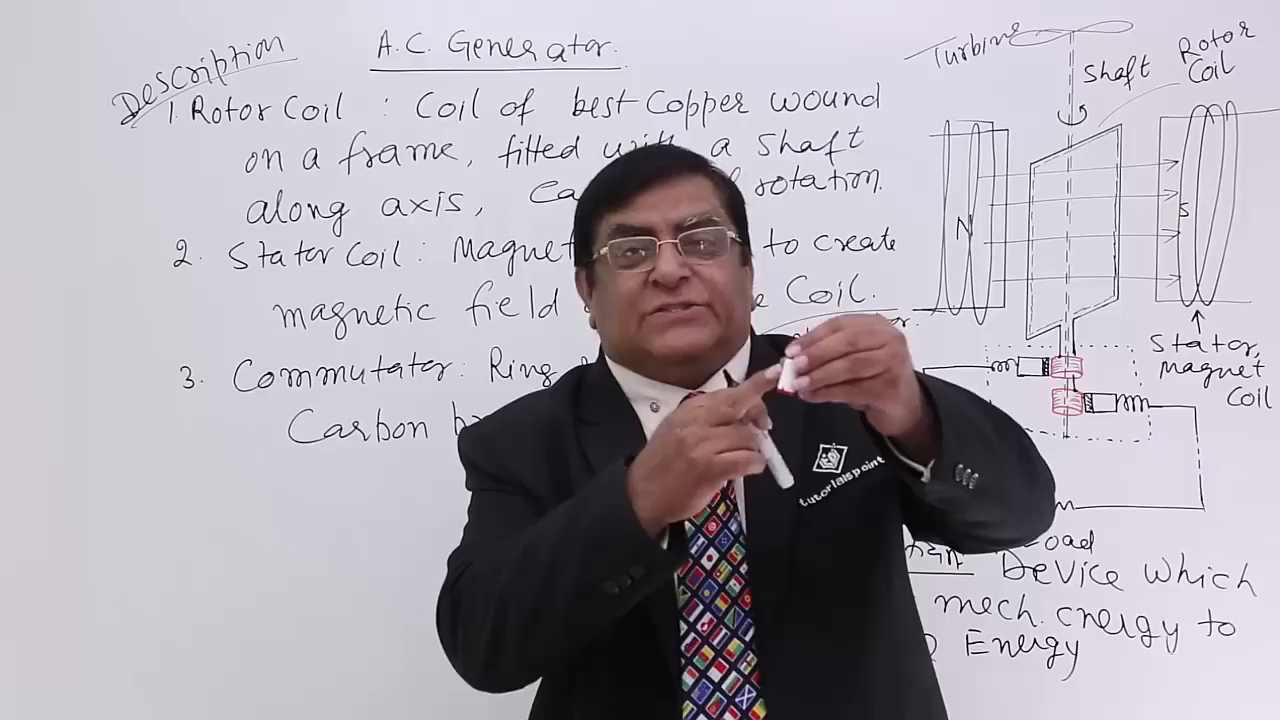 Description
A.C. Generator.
1. Rotor Coil : Coil of best Copper wound
on a frame, fitted with a shaft
along axis, rotation.
2. Stator Coil : Magnet to create
magnetic field Coil.
3. Commutator: Ring
Carbon
Turbine
Shaft
Rotor
Coil
N
S
Stator,
magnet
Coil
Device which
mech. energy to
Energy
tutorialspoint